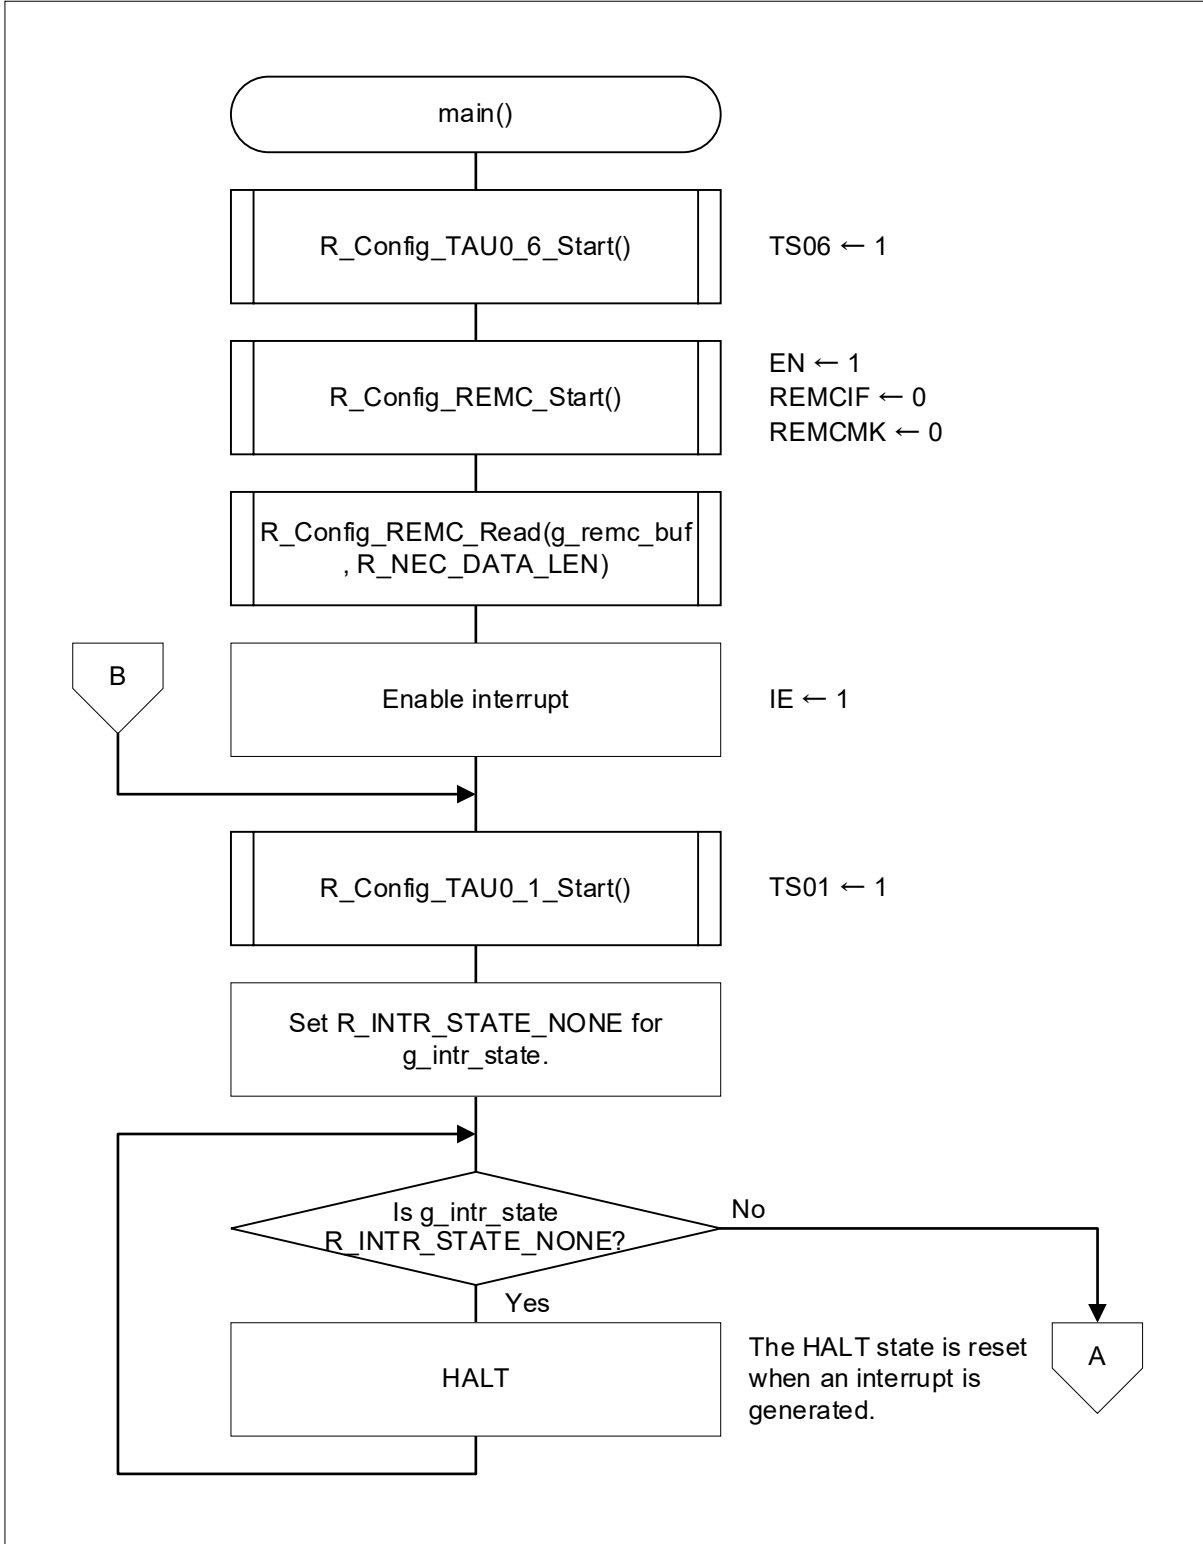 main()
R_Config_TAU0_6_Start()
TS06 ← 1
R_Config_REMC_Start()
EN ← 1
REMCIF ← 0
REMCMK ← 0
R_Config_REMC_Read(g_remc_buf
, R_NEC_DATA_LEN)
B
Enable interrupt
IE ← 1
R_Config_TAU0_1_Start()
TS01 ← 1
Set R_INTR_STATE_NONE for
g_intr_state.
Is g_intr_state
R_INTR_STATE_NONE?
No
Yes
HALT
The HALT state is reset
when an interrupt is
generated.
A